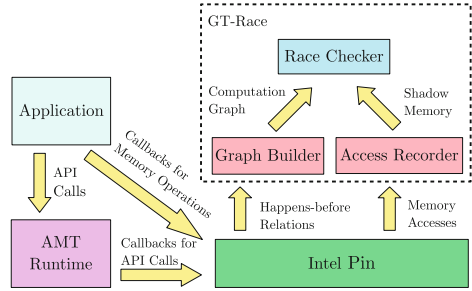 GT-Race
Race Checker
Computation
Graph
Shadow
Memory
Application
Graph Builder
Access Recorder
Callbacks for
Memory Operations
API
Calls
Happens-before
Relations
Memory
Accesses
AMT
Runtime
Callbacks for
API Calls
Intel Pin